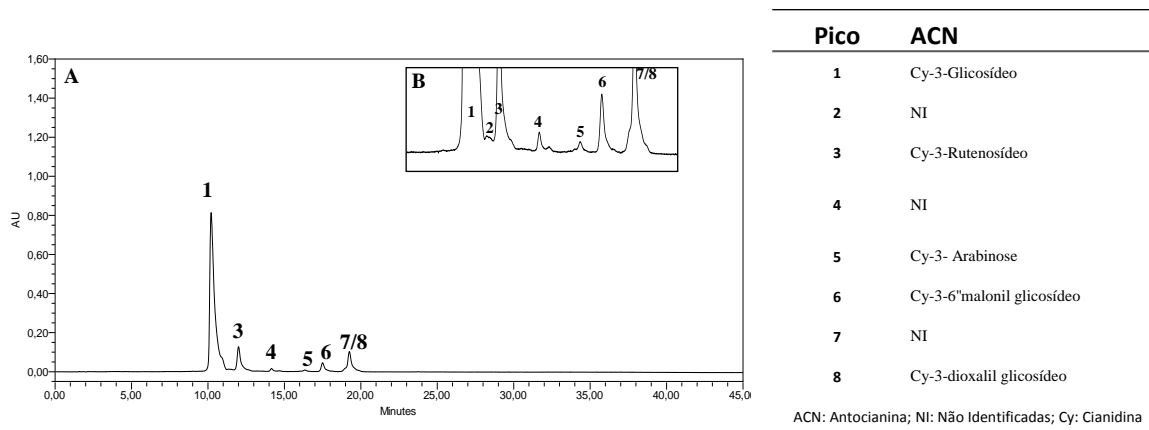 A
1,60
1,40
1,20
1,00
0,80
0,60
0,40
0,20
0,00
AU
1
3
4
5
6
7/8
0,00 5,00 10,00 15,00 20,00 25,00 30,00 35,00 40,00 45,00
Minutes
B
1
2
3
4
5
6
7/8
Pico ACN
1 Cy-3-Glicosídeo
2 NI
3 Cy-3-Rutenosídeo
4 NI
5 Cy-3- Arabinose
6 Cy-3-6"malonil glicosídeo
7 NI
8 Cy-3-dioxalil glicosídeo
ACN: Antocianina; NI: Não Identificadas; Cy: Cianidina